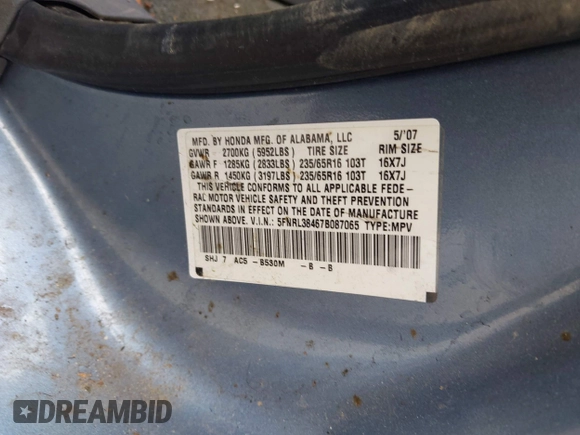 MFD. BY HONDA MFG. OF ALABAMA, LLC 5/'07
GVWR 2700KG (5952LBS) TIRE SIZE RIM SIZE
GAWR F 1285KG (2833LBS) 235/65R16 103T 16X7J
GAWR R 1450KG (3197LBS) 235/65R16 103T 16X7J
THIS VEHICLE CONFORMS TO ALL APPLICABLE FEDE-
RAL MOTOR VEHICLE SAFETY AND THEFT PREVENTION
STANDARDS IN EFFECT ON THE DATE OF MANUFACTURE
SHOWN ABOVE. V.I.N.: 5FNRL38467B087065 TYPE:MPV
SHJ 7 AC5 -B530M -B -B
DREAMBID